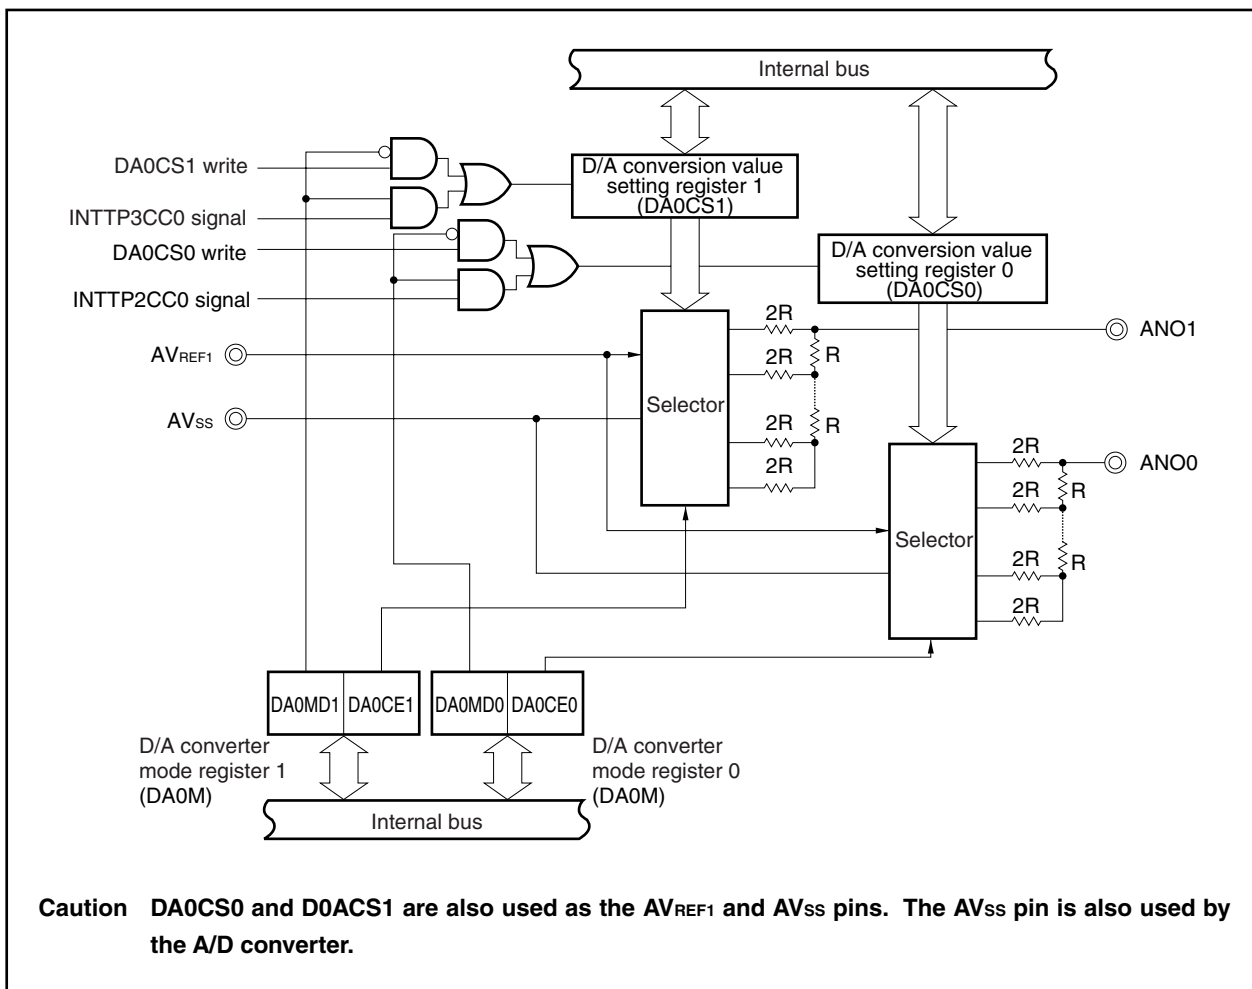 Internal bus
DA0CS1 write
D/A conversion value
setting register 1
(DA0CS1)
INTTP3CC0 signal
DA0CS0 write
D/A conversion value
setting register 0
(DA0CS0)
INTTP2CC0 signal
2R
ANO1
AVREF1
2R
R
Selector
AVSS
2R
R
2R
2R
ANO0
2R
R
Selector
2R
R
2R
DA0MD1
DA0CE1
DA0MD0
DA0CE0
D/A converter
mode register 1
(DA0M)
D/A converter
mode register 0
(DA0M)
Internal bus
Caution DA0CS0 and D0ACS1 are also used as the AVREF1 and AVSS pins. The AVSS pin is also used by
the A/D converter.